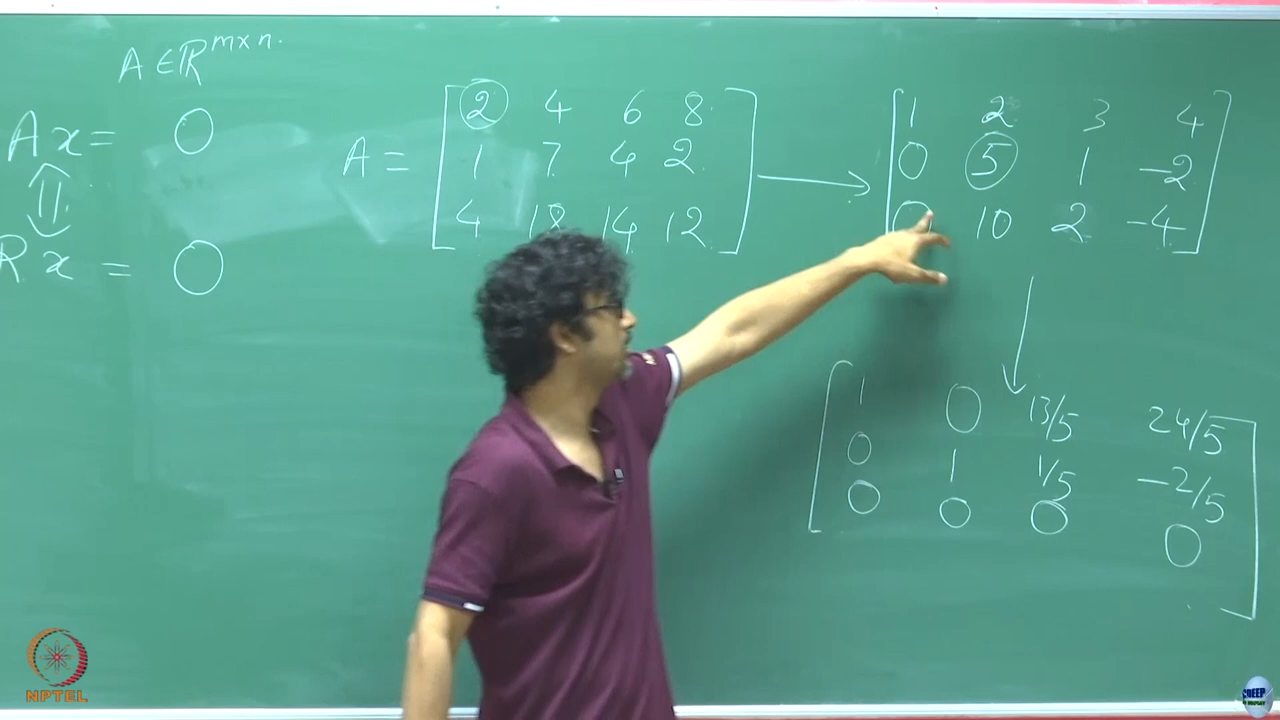 A ∈ ℝ^{m×n}.
Ax = 0
⇕
Rx = 0
A = [ 2 4 6 8
1 7 4 2
4 18 14 12 ]
→
[ 1 2 3 4
0 5 1 -2
0 10 2 -4 ]
↓
[ 1 0 13/5 24/5
0 1 1/5 -2/5
0 0 0 0 ]
NPTEL